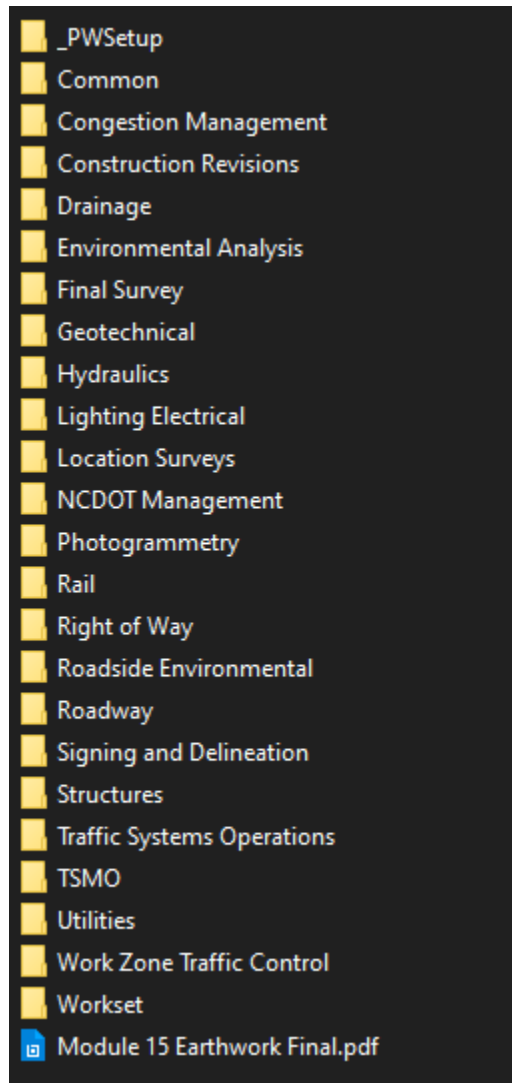 _PWSetup
Common
Congestion Management
Construction Revisions
Drainage
Environmental Analysis
Final Survey
Geotechnical
Hydraulics
Lighting Electrical
Location Surveys
NCDOT Management
Photogrammetry
Rail
Right of Way
Roadside Environmental
Roadway
Signing and Delineation
Structures
Traffic Systems Operations
TSMO
Utilities
Work Zone Traffic Control
Workset
Module 15 Earthwork Final.pdf